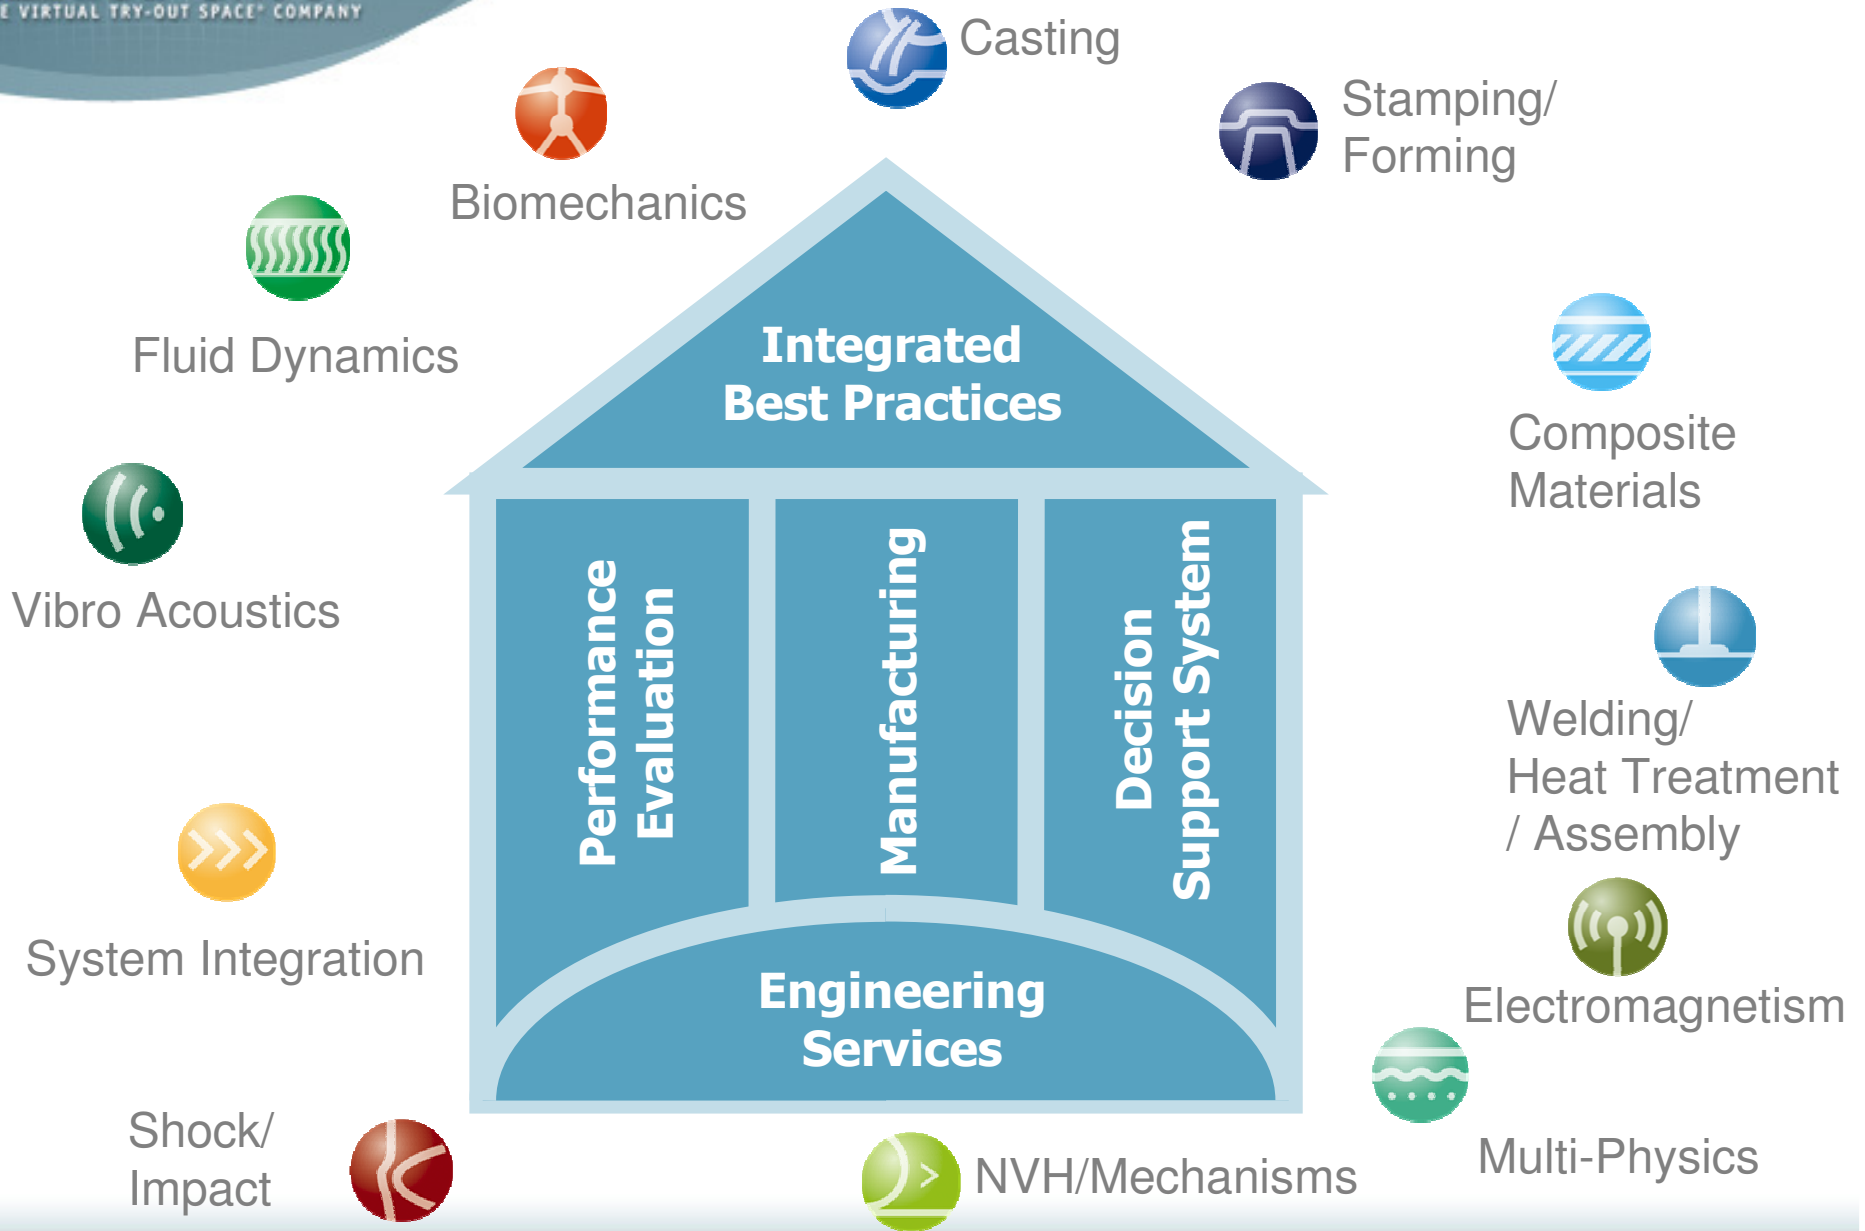 E VIRTUAL TRY-OUT SPACE® COMPANY
Casting
Stamping/
Forming
Biomechanics
Fluid Dynamics
Integrated
Best Practices
Composite
Materials
Vibro Acoustics
Performance
Evaluation
Manufacturing
Decision
Support System
Welding/
Heat Treatment
/ Assembly
System Integration
Engineering
Services
Electromagnetism
Shock/
Impact
NVH/Mechanisms
Multi-Physics